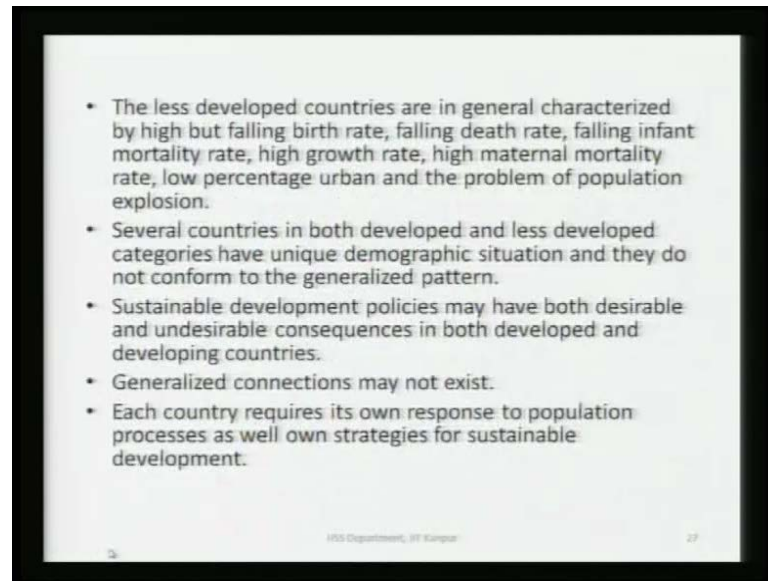 • The less developed countries are in general characterized
by high but falling birth rate, falling death rate, falling infant
mortality rate, high growth rate, high maternal mortality
rate, low percentage urban and the problem of population
explosion.
• Several countries in both developed and less developed
categories have unique demographic situation and they do
not conform to the generalized pattern.
• Sustainable development policies may have both desirable
and undesirable consequences in both developed and
developing countries.
• Generalized connections may not exist.
• Each country requires its own response to population
processes as well own strategies for sustainable
development.
HSS Department, IIT Kanpur
27